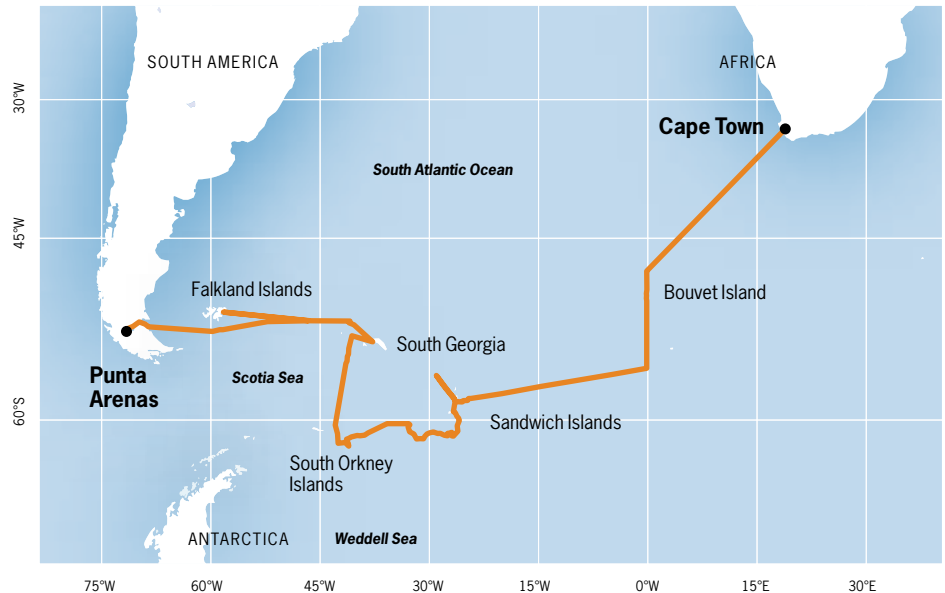 SOUTH AMERICA
AFRICA
30°W
Cape Town
South Atlantic Ocean
45°W
Falkland Islands
Bouvet Island
South Georgia
Punta
Arenas
Scotia Sea
60°S
Sandwich Islands
South Orkney
Islands
ANTARCTICA
Weddell Sea
75°W
60°W
45°W
30°W
15°W
0°W
15°E
30°E